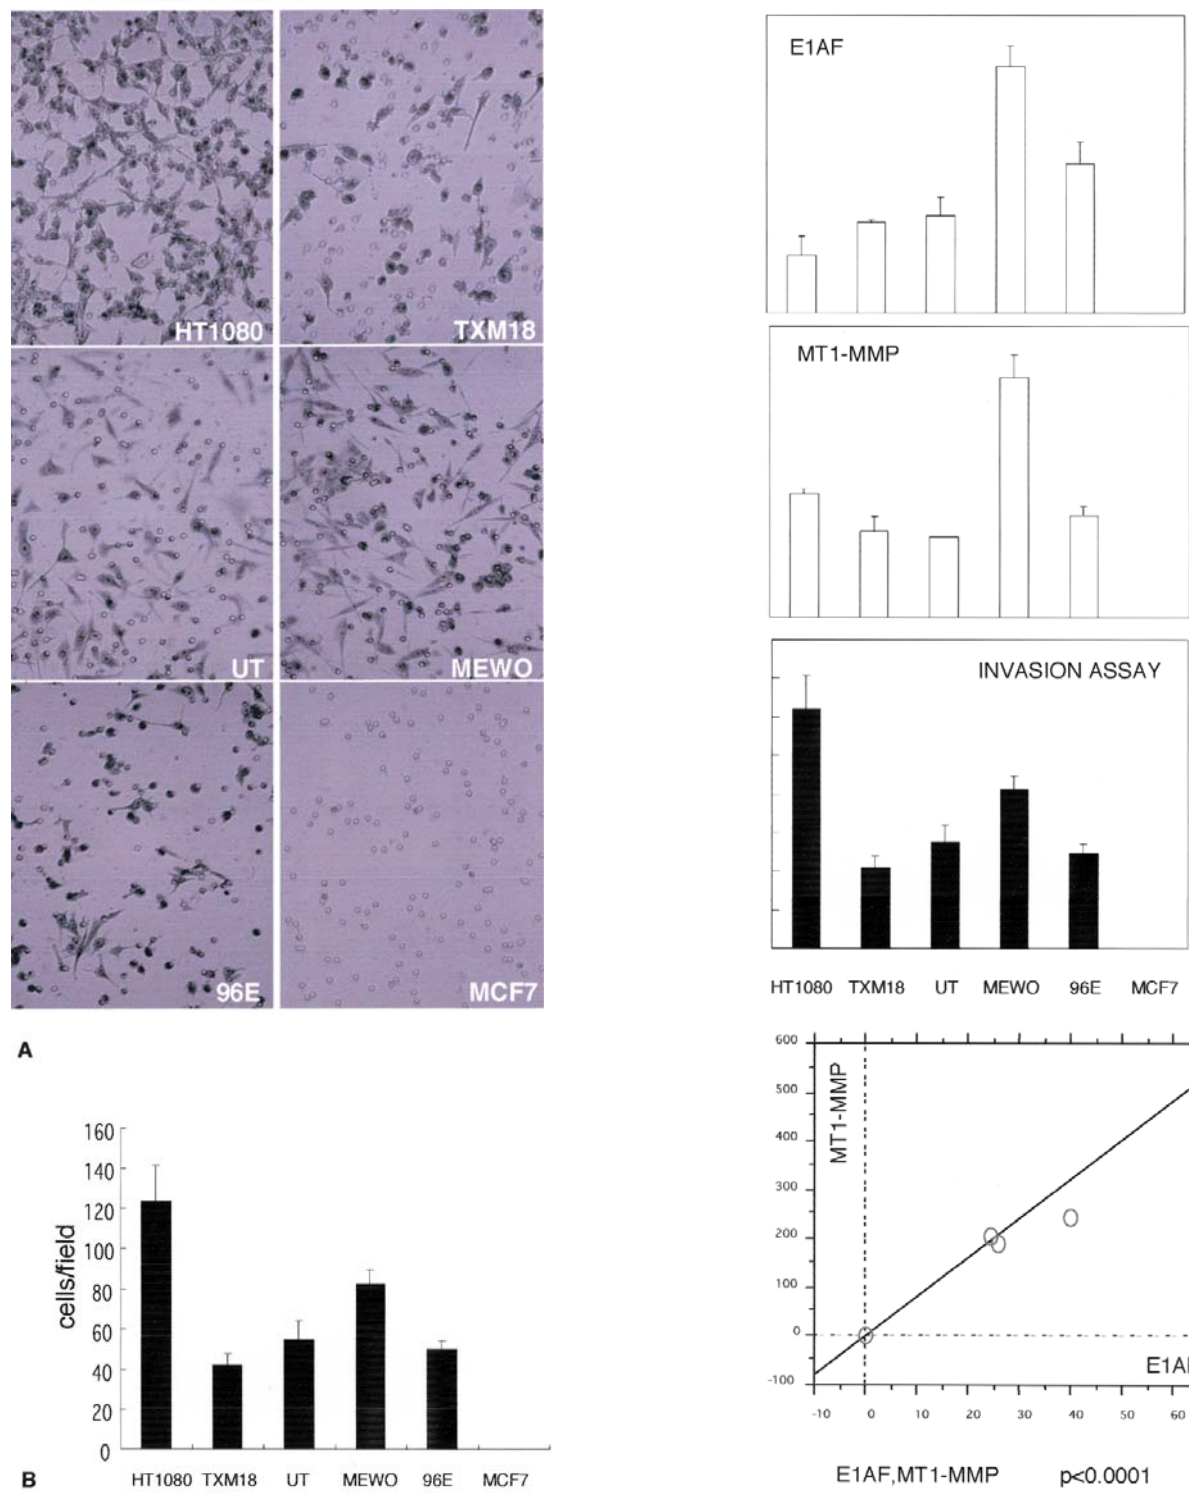 HT1080
TXM18
UT
MEWO
96E
MCF7
A
160
140
120
100
80
60
40
20
0
cells/field
HT1080 TXM18 UT MEWO 96E MCF7
B
E1AF
MT1-MMP
INVASION ASSAY
HT1080 TXM18 UT MEWO 96E MCF7
600
500
400
300
200
100
0
-100
MT1-MMP
-10 0 10 20 30 40 50 60
E1AF,MT1-MMP p<0.0001